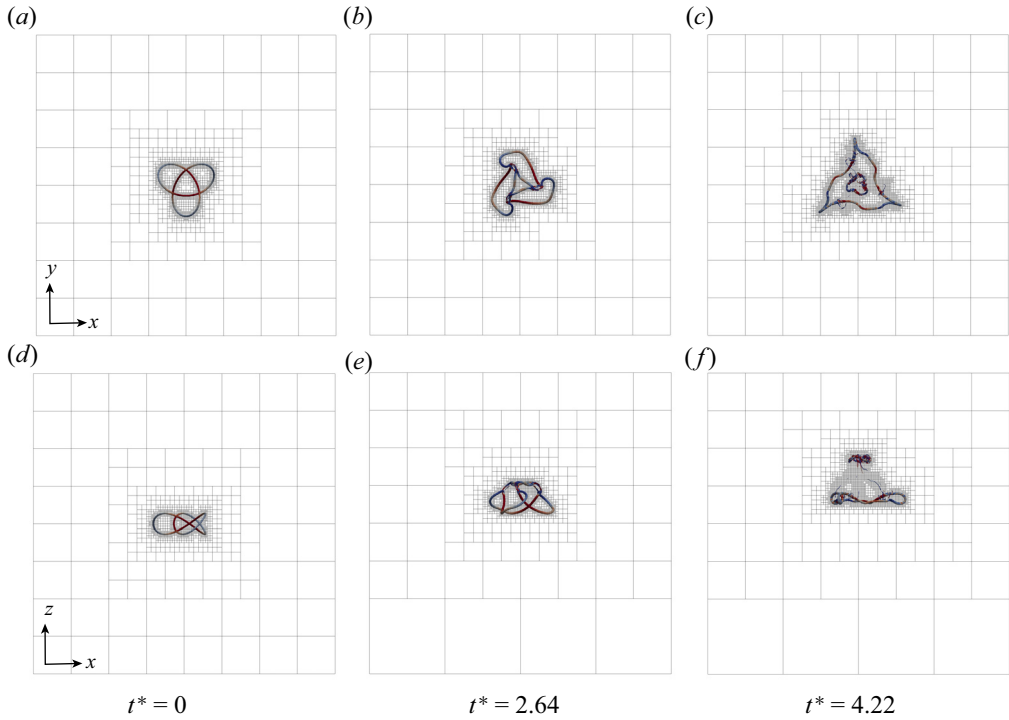 (a)
(b)
(c)
y
x
(d)
(e)
(f)
z
x
t* = 0
t* = 2.64
t* = 4.22